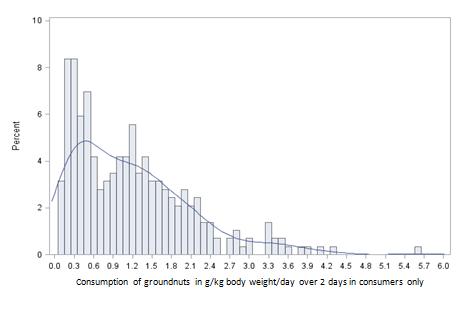 10
8
6
4
2
0
Percent
0.0 0.3 0.6 0.9 1.2 1.5 1.8 2.1 2.4 2.7 3.0 3.3 3.6 3.9 4.2 4.5 4.8 5.1 5.4 5.7 6.0
Consumption of groundnuts in g/kg body weight/day over 2 days in consumers only